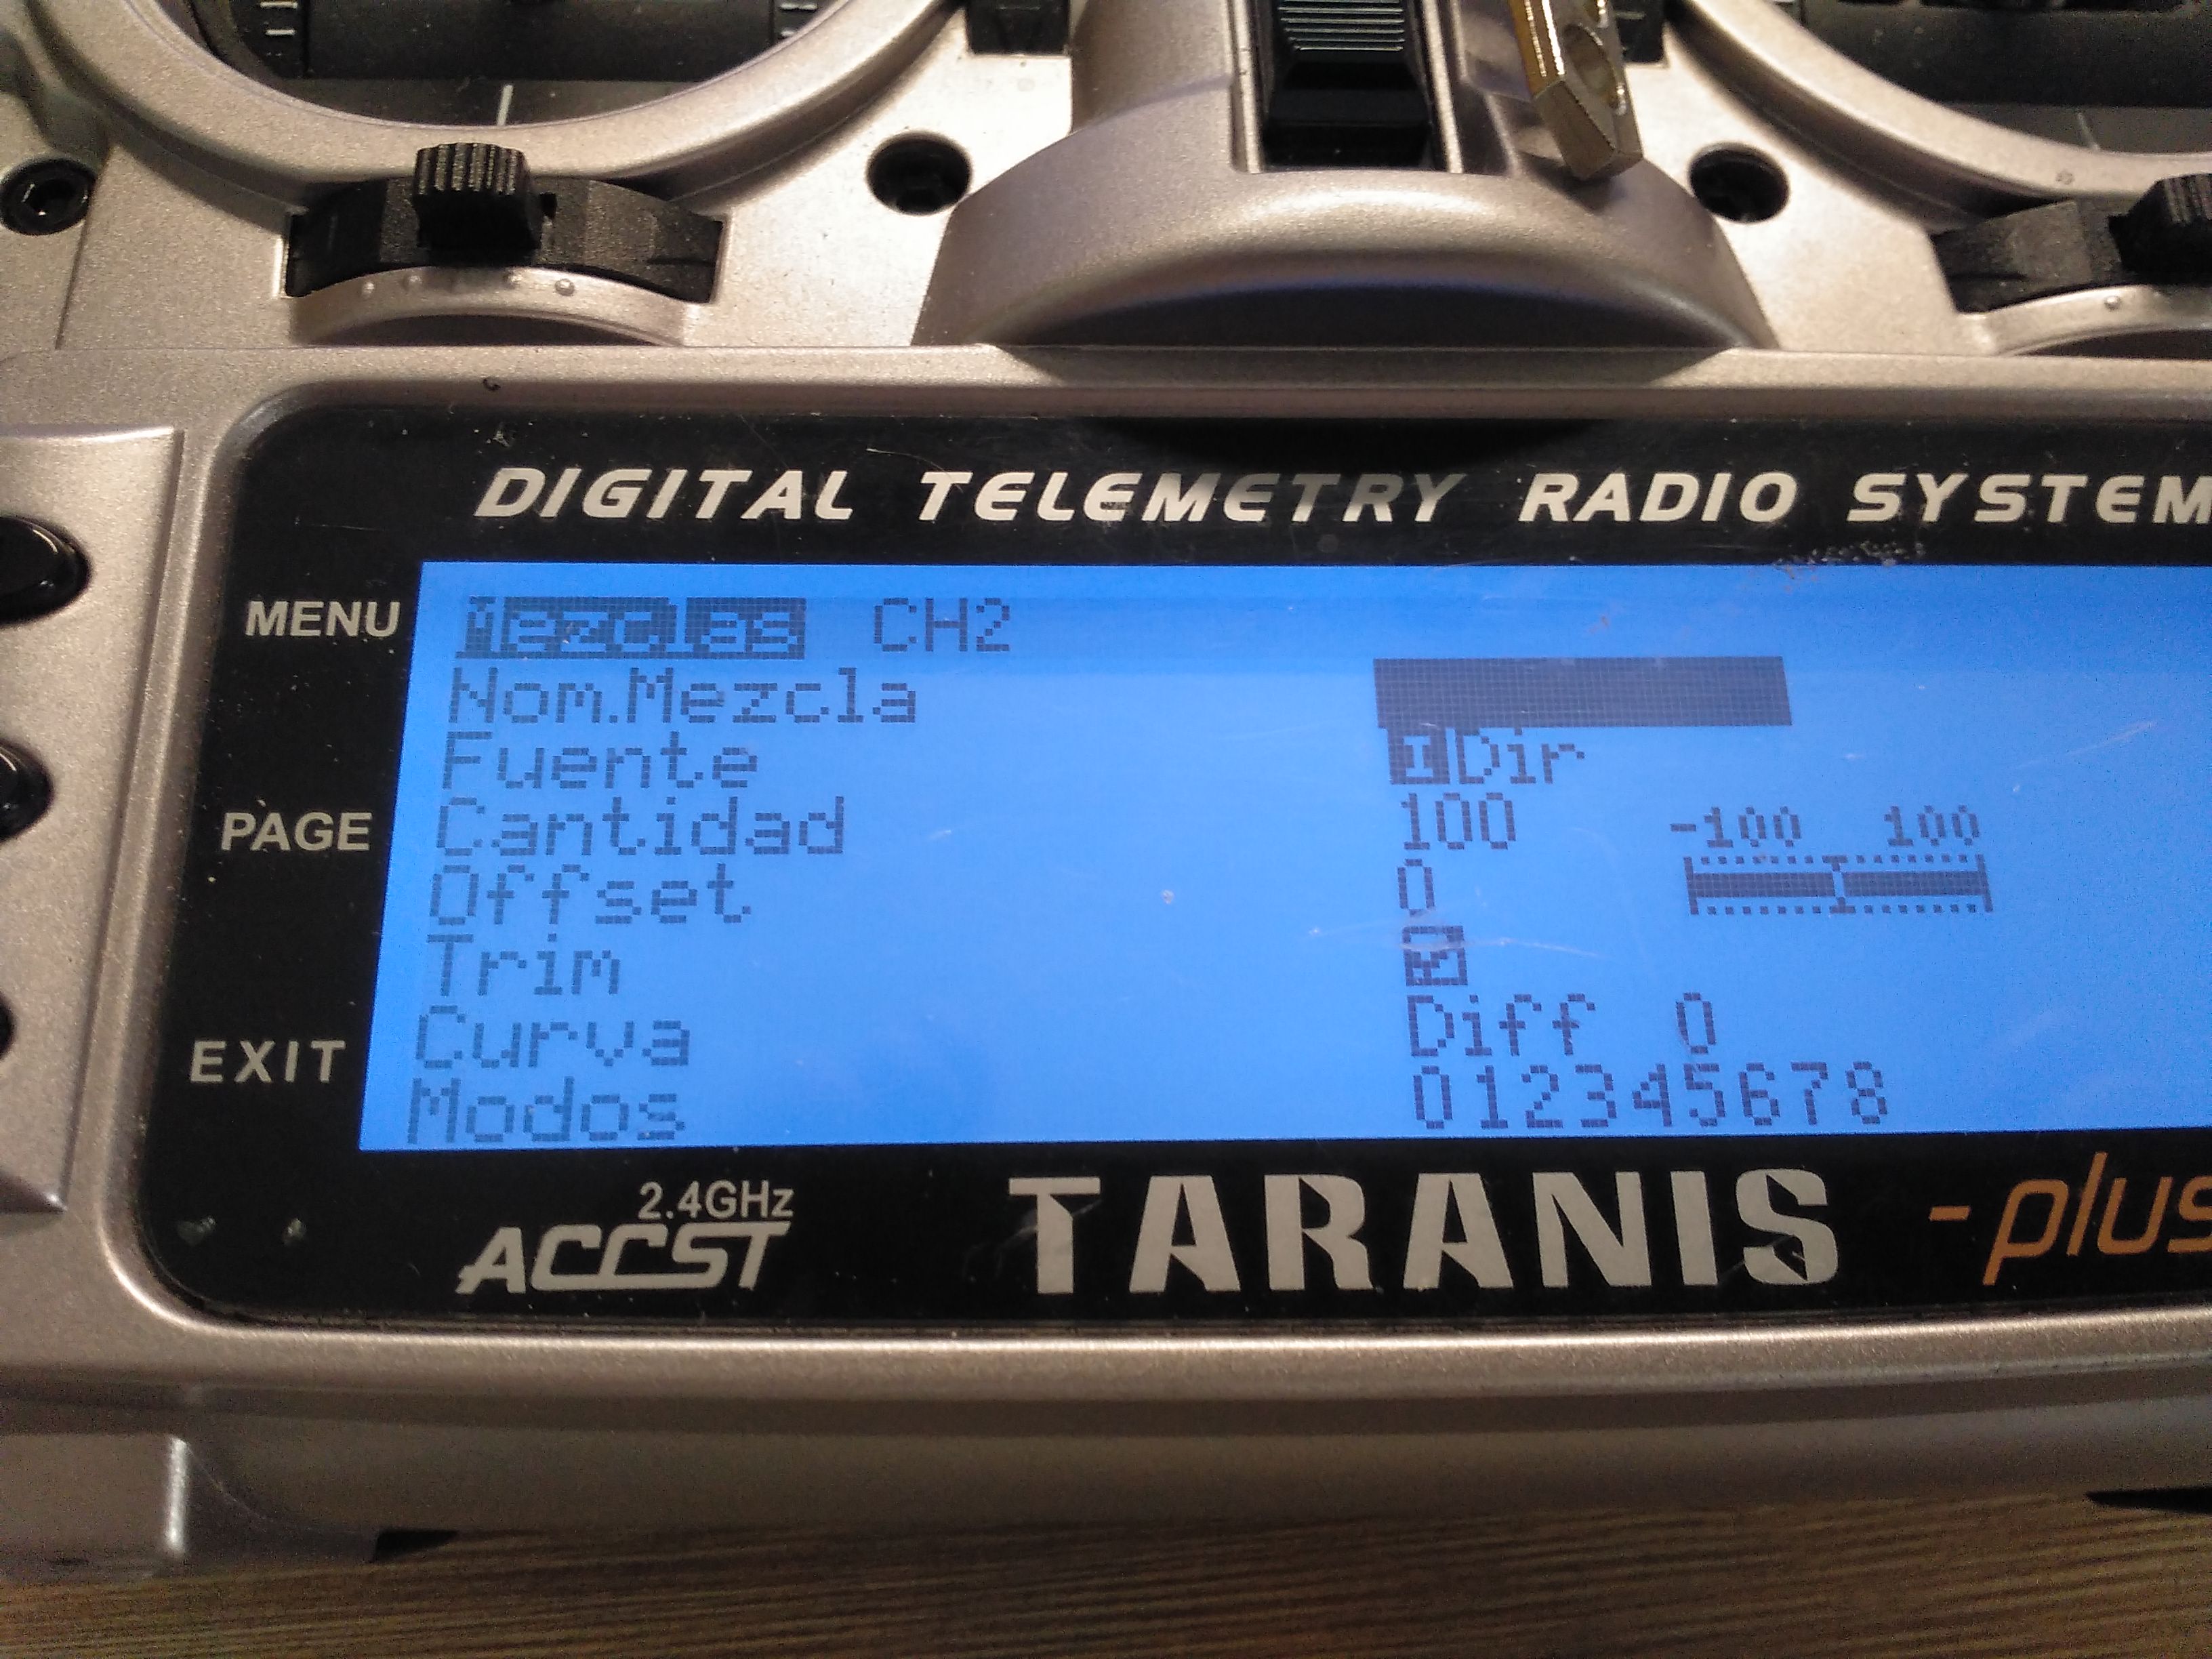 DIGITAL TELEMETRY RADIO SYSTEM
MENU
PAGE
EXIT
Mezclas CH2
Nom.Mezcla
Fuente IDir
Cantidad 100 -100 100
Offset 0
Trim
Curva Diff 0
Modos 012345678
2.4GHz
ACCST
TARANIS -plus